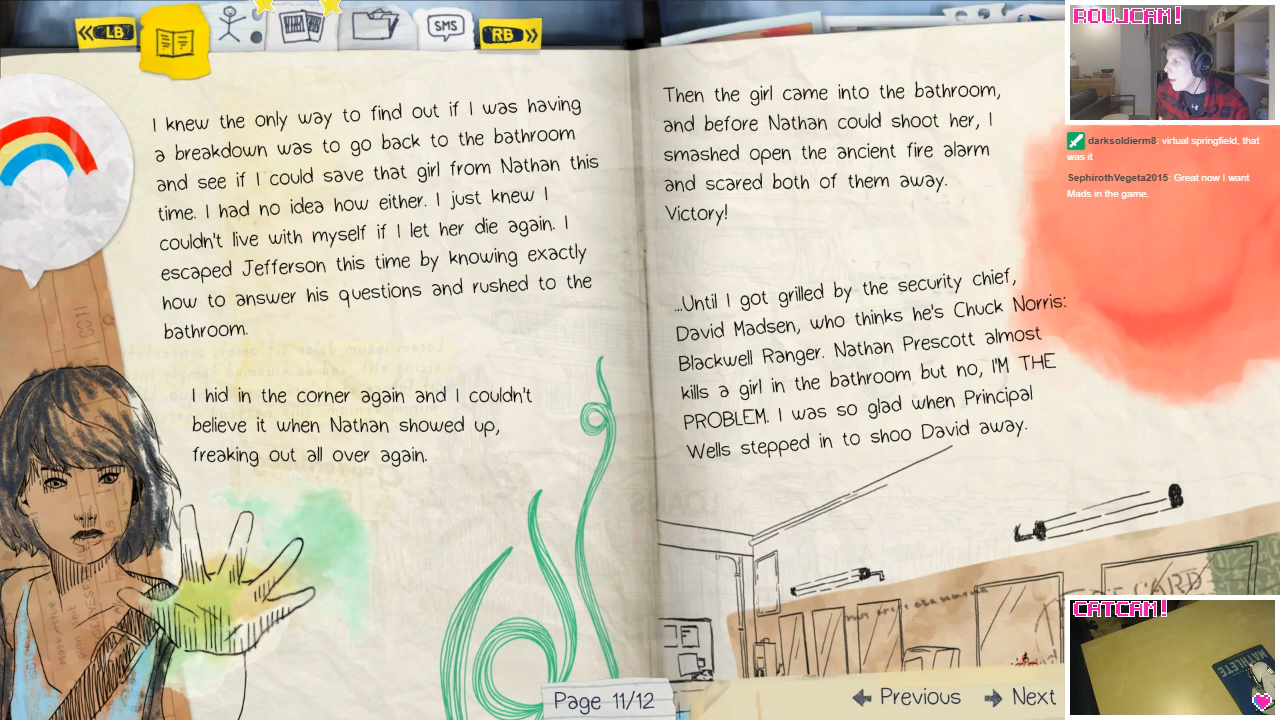 LB
SMS
RB
I knew the only way to find out if I was having
a breakdown was to go back to the bathroom
and see if I could save that girl from Nathan this
time. I had no idea how either. I just knew I
couldn't live with myself if I let her die again. I
escaped Jefferson this time by knowing exactly
how to answer his questions and rushed to the
bathroom.
I hid in the corner again and I couldn't
believe it when Nathan showed up,
freaking out all over again.
Then the girl came into the bathroom,
and before Nathan could shoot her, I
smashed open the ancient fire alarm
and scared both of them away.
Victory!
...Until I got grilled by the security chief,
David Madsen, who thinks he's Chuck Norris:
Blackwell Ranger. Nathan Prescott almost
kills a girl in the bathroom but no, I'M THE
PROBLEM. I was so glad when Principal
Wells stepped in to shoo David away.
Page 11/12
Previous
Next
ROUJCAM!
darksoldierm8: virtual springfield, that
was it
SephirothVegeta2015: Great now I want
Mads in the game.
CATCAM!
MATHLETE